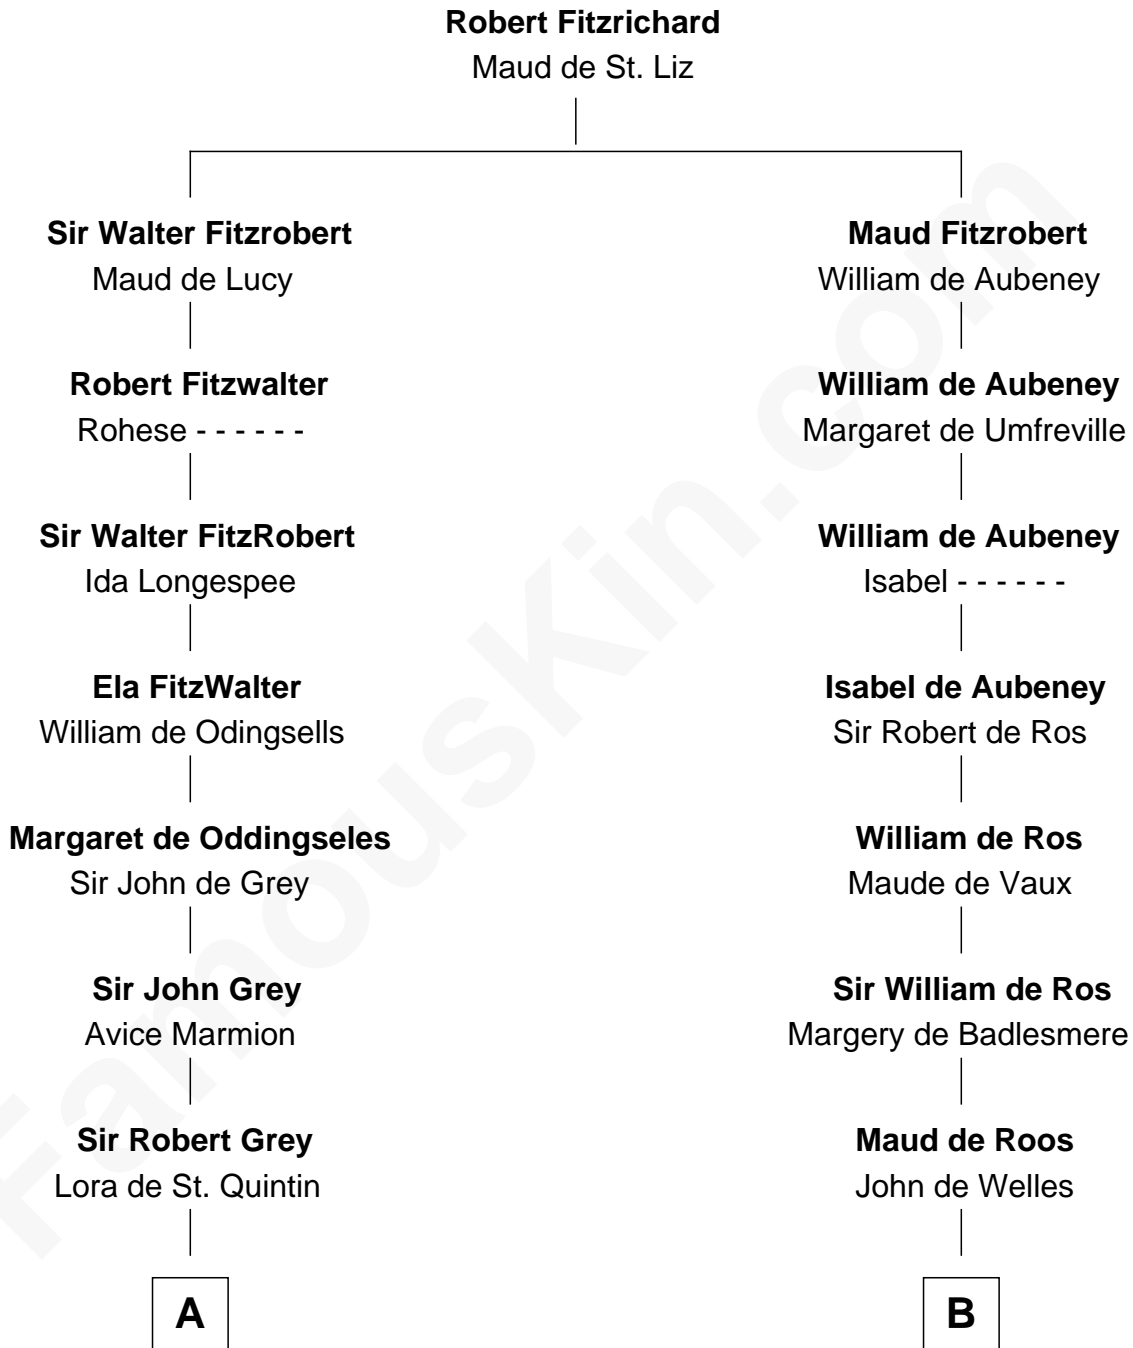 Robert Fitzrichard
Maud de St. Liz
Sir Walter Fitzrobert
Maud de Lucy
Maud Fitzrobert
William de Aubeney
Robert Fitzwalter
Rohese - - - - - -
William de Aubeney
Margaret de Umfreville
Sir Walter FitzRobert
Ida Longespee
William de Aubeney
Isabel - - - - - -
Ela FitzWalter
William de Odingsells
Isabel de Aubeney
Sir Robert de Ros
Margaret de Oddingseles
Sir John de Grey
William de Ros
Maude de Vaux
Sir John Grey
Avice Marmion
Sir William de Ros
Margery de Badlesmere
Sir Robert Grey
Lora de St. Quintin
Maud de Roos
John de Welles
A
B
FamousKin.com